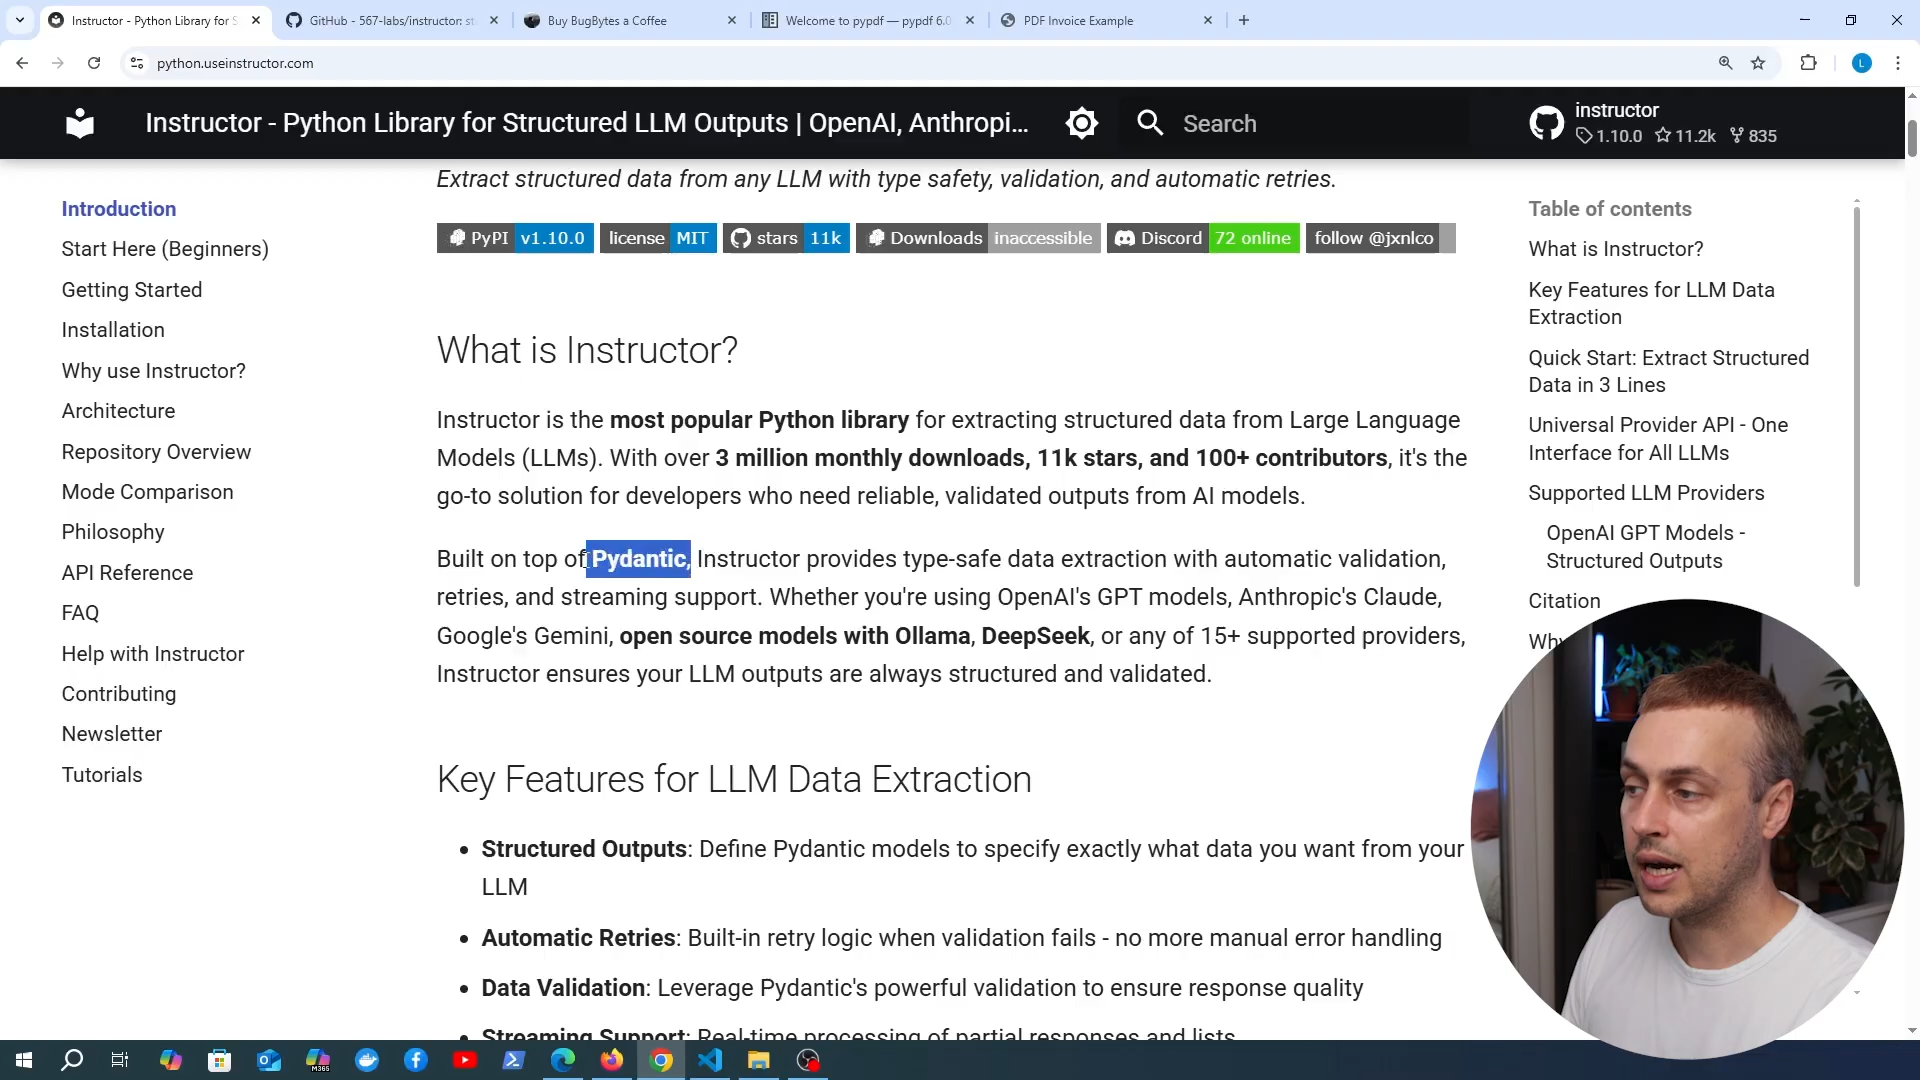 Instructor - Python Library for S
GitHub - 567-labs/instructor: st
Buy BugBytes a Coffee
Welcome to pypdf — pypdf 6.0
PDF Invoice Example
python.useinstructor.com
L
Instructor - Python Library for Structured LLM Outputs | OpenAI, Anthropi...
Search
instructor
1.10.0 11.2k 835
Introduction
Start Here (Beginners)
Getting Started
Installation
Why use Instructor?
Architecture
Repository Overview
Mode Comparison
Philosophy
API Reference
FAQ
Help with Instructor
Contributing
Newsletter
Tutorials
Extract structured data from any LLM with type safety, validation, and automatic retries.
PyPI v1.10.0 license MIT stars 11k Downloads inaccessible Discord 72 online follow @jxnlco
What is Instructor?
Instructor is the most popular Python library for extracting structured data from Large Language
Models (LLMs). With over 3 million monthly downloads, 11k stars, and 100+ contributors, it's the
go-to solution for developers who need reliable, validated outputs from AI models.
Built on top of Pydantic, Instructor provides type-safe data extraction with automatic validation,
retries, and streaming support. Whether you're using OpenAI's GPT models, Anthropic's Claude,
Google's Gemini, open source models with Ollama, DeepSeek, or any of 15+ supported providers,
Instructor ensures your LLM outputs are always structured and validated.
Key Features for LLM Data Extraction
Structured Outputs: Define Pydantic models to specify exactly what data you want from your
LLM
Automatic Retries: Built-in retry logic when validation fails - no more manual error handling
Data Validation: Leverage Pydantic's powerful validation to ensure response quality
Streaming Support: Real-time processing of partial responses and lists
Table of contents
What is Instructor?
Key Features for LLM Data
Extraction
Quick Start: Extract Structured
Data in 3 Lines
Universal Provider API - One
Interface for All LLMs
Supported LLM Providers
OpenAI GPT Models -
Structured Outputs
Citation
Why
M365